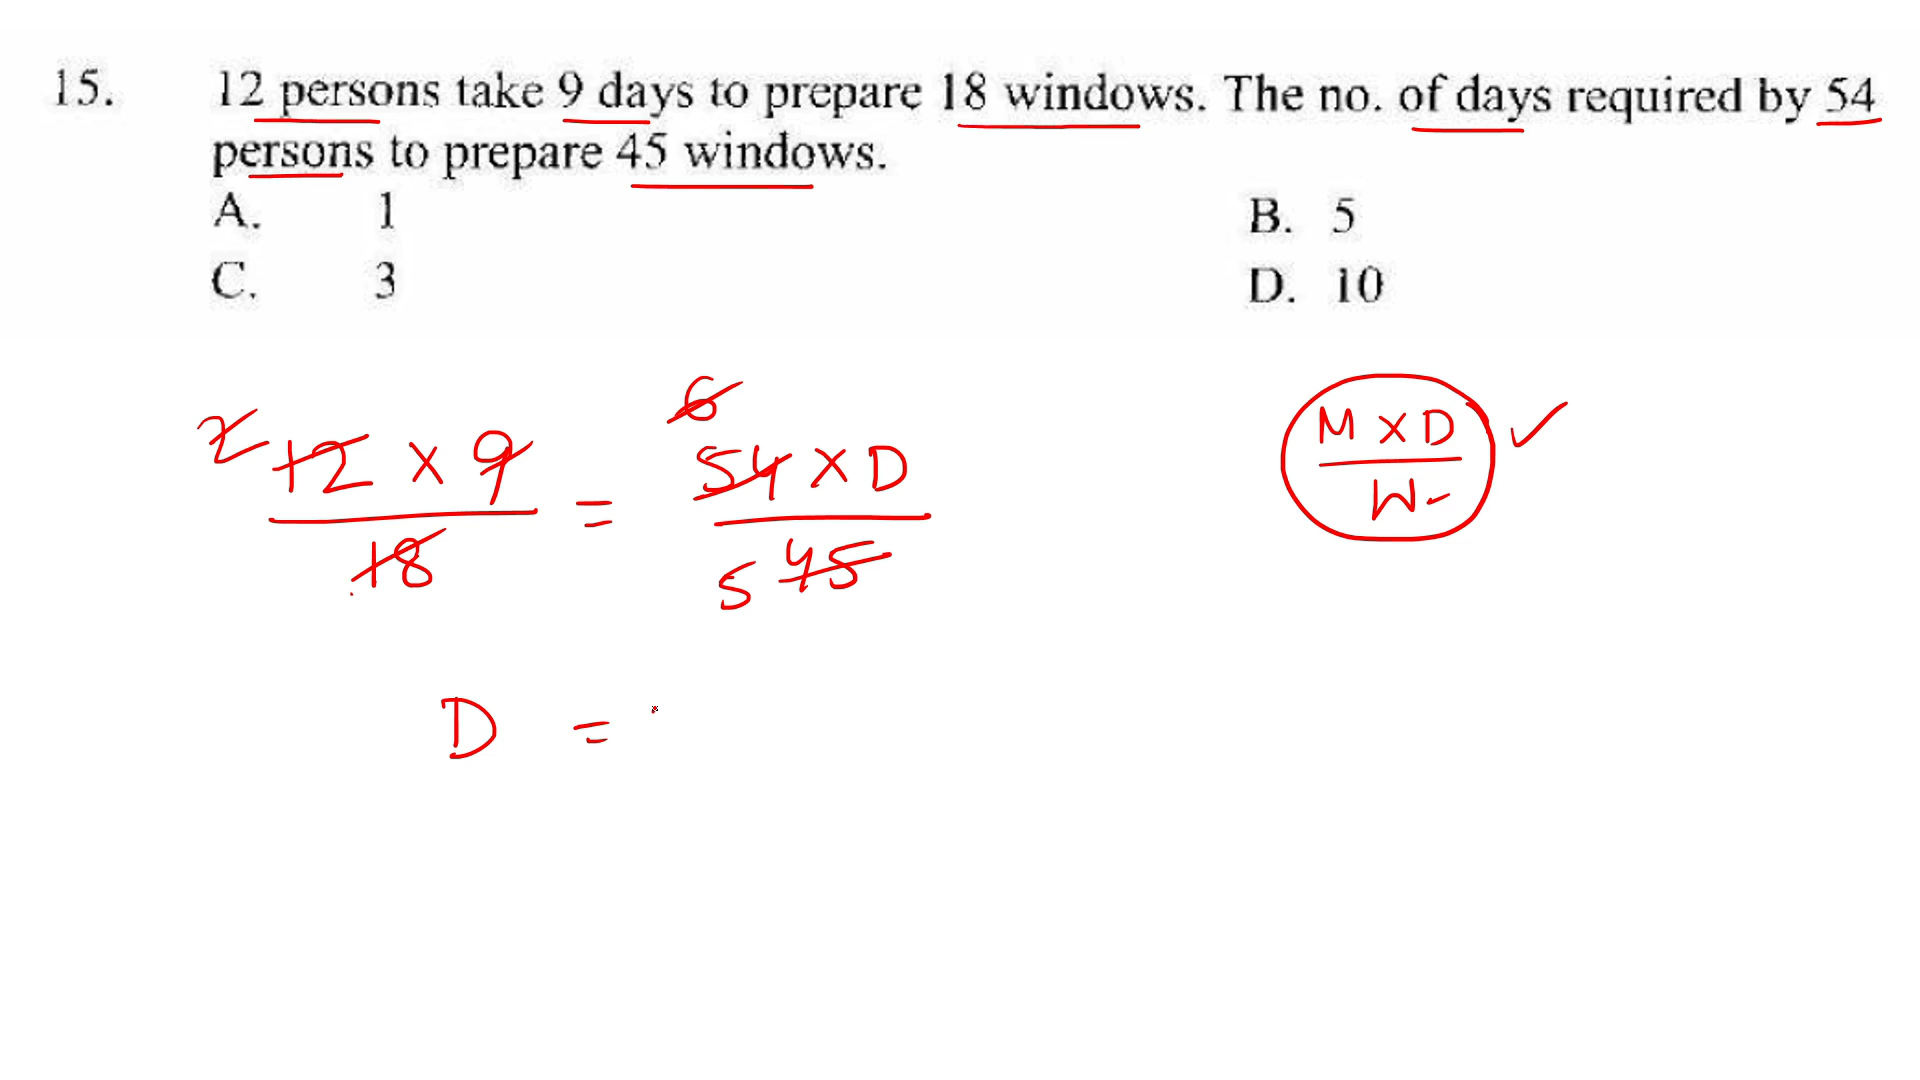 15. 12 persons take 9 days to prepare 18 windows. The no. of days required by 54
persons to prepare 45 windows.
A. 1 B. 5
C. 3 D. 10
6
2 12 × 9 = 54 × D
18 5 45
M × D
W
D =